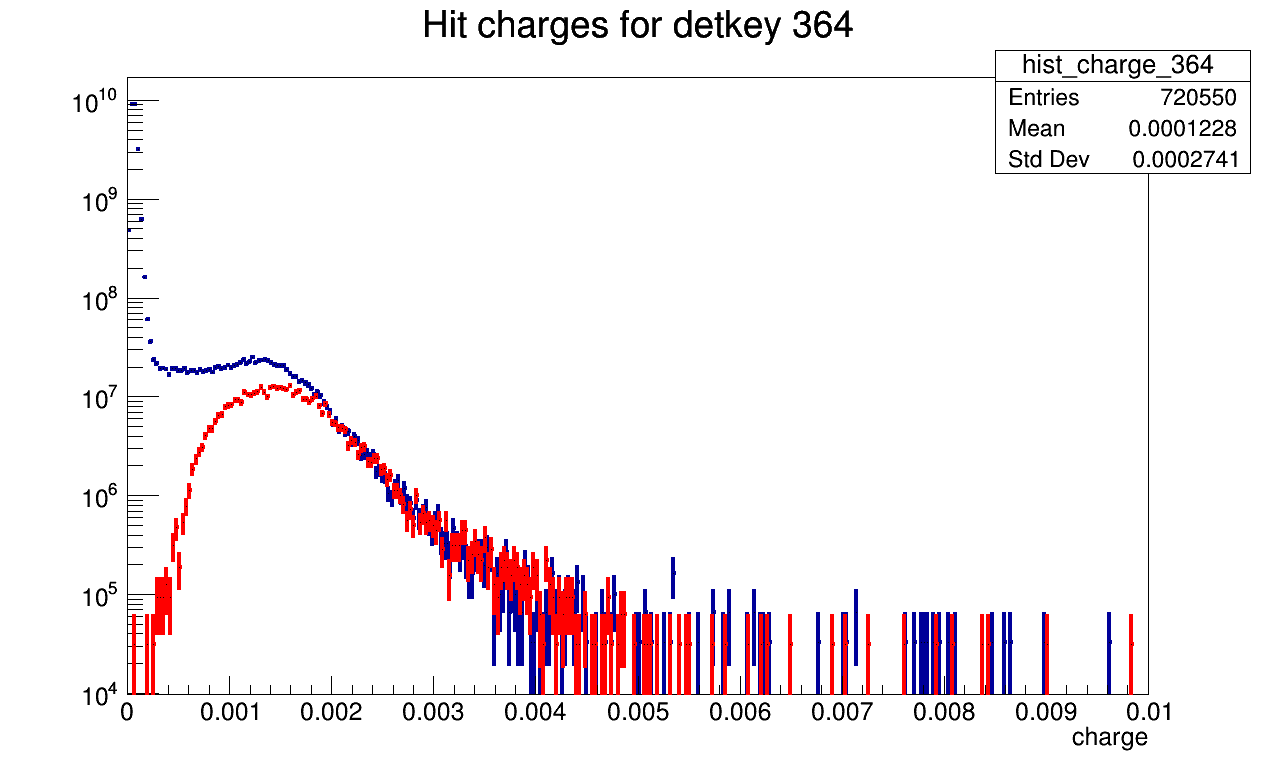 Hit charges for detkey 364
hist_charge_364
Entries 720550
Mean 0.0001228
Std Dev 0.0002741
10^10
10^9
10^8
10^7
10^6
10^5
10^4
0 0.001 0.002 0.003 0.004 0.005 0.006 0.007 0.008 0.009 0.01
charge